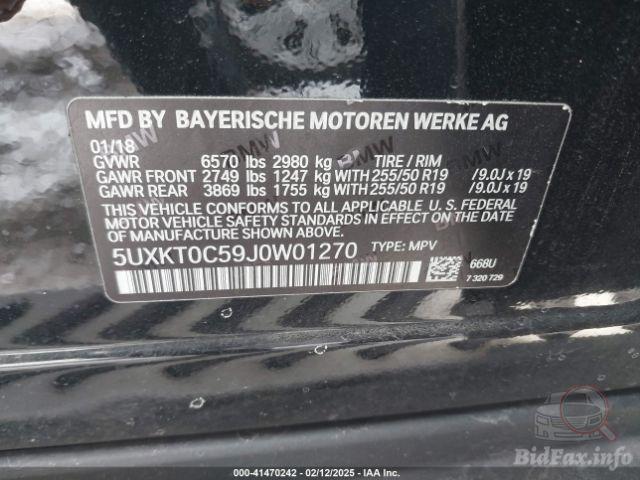 MFD BY BAYERISCHE MOTOREN WERKE AG
01/18
GVWR 6570 lbs 2980 kg TIRE / RIM
GAWR FRONT 2749 lbs 1247 kg WITH 255/50 R19 /9.0J x 19
GAWR REAR 3869 lbs 1755 kg WITH 255/50 R19 /9.0J x 19
THIS VEHICLE CONFORMS TO ALL APPLICABLE U. S. FEDERAL
MOTOR VEHICLE SAFETY STANDARDS IN EFFECT ON THE DATE
OF MANUFACTURE SHOWN ABOVE.
5UXKT0C59J0W01270 TYPE: MPV
668U
7 320 729
000-41470242 - 02/12/2025 - IAA Inc.
BidFax.info